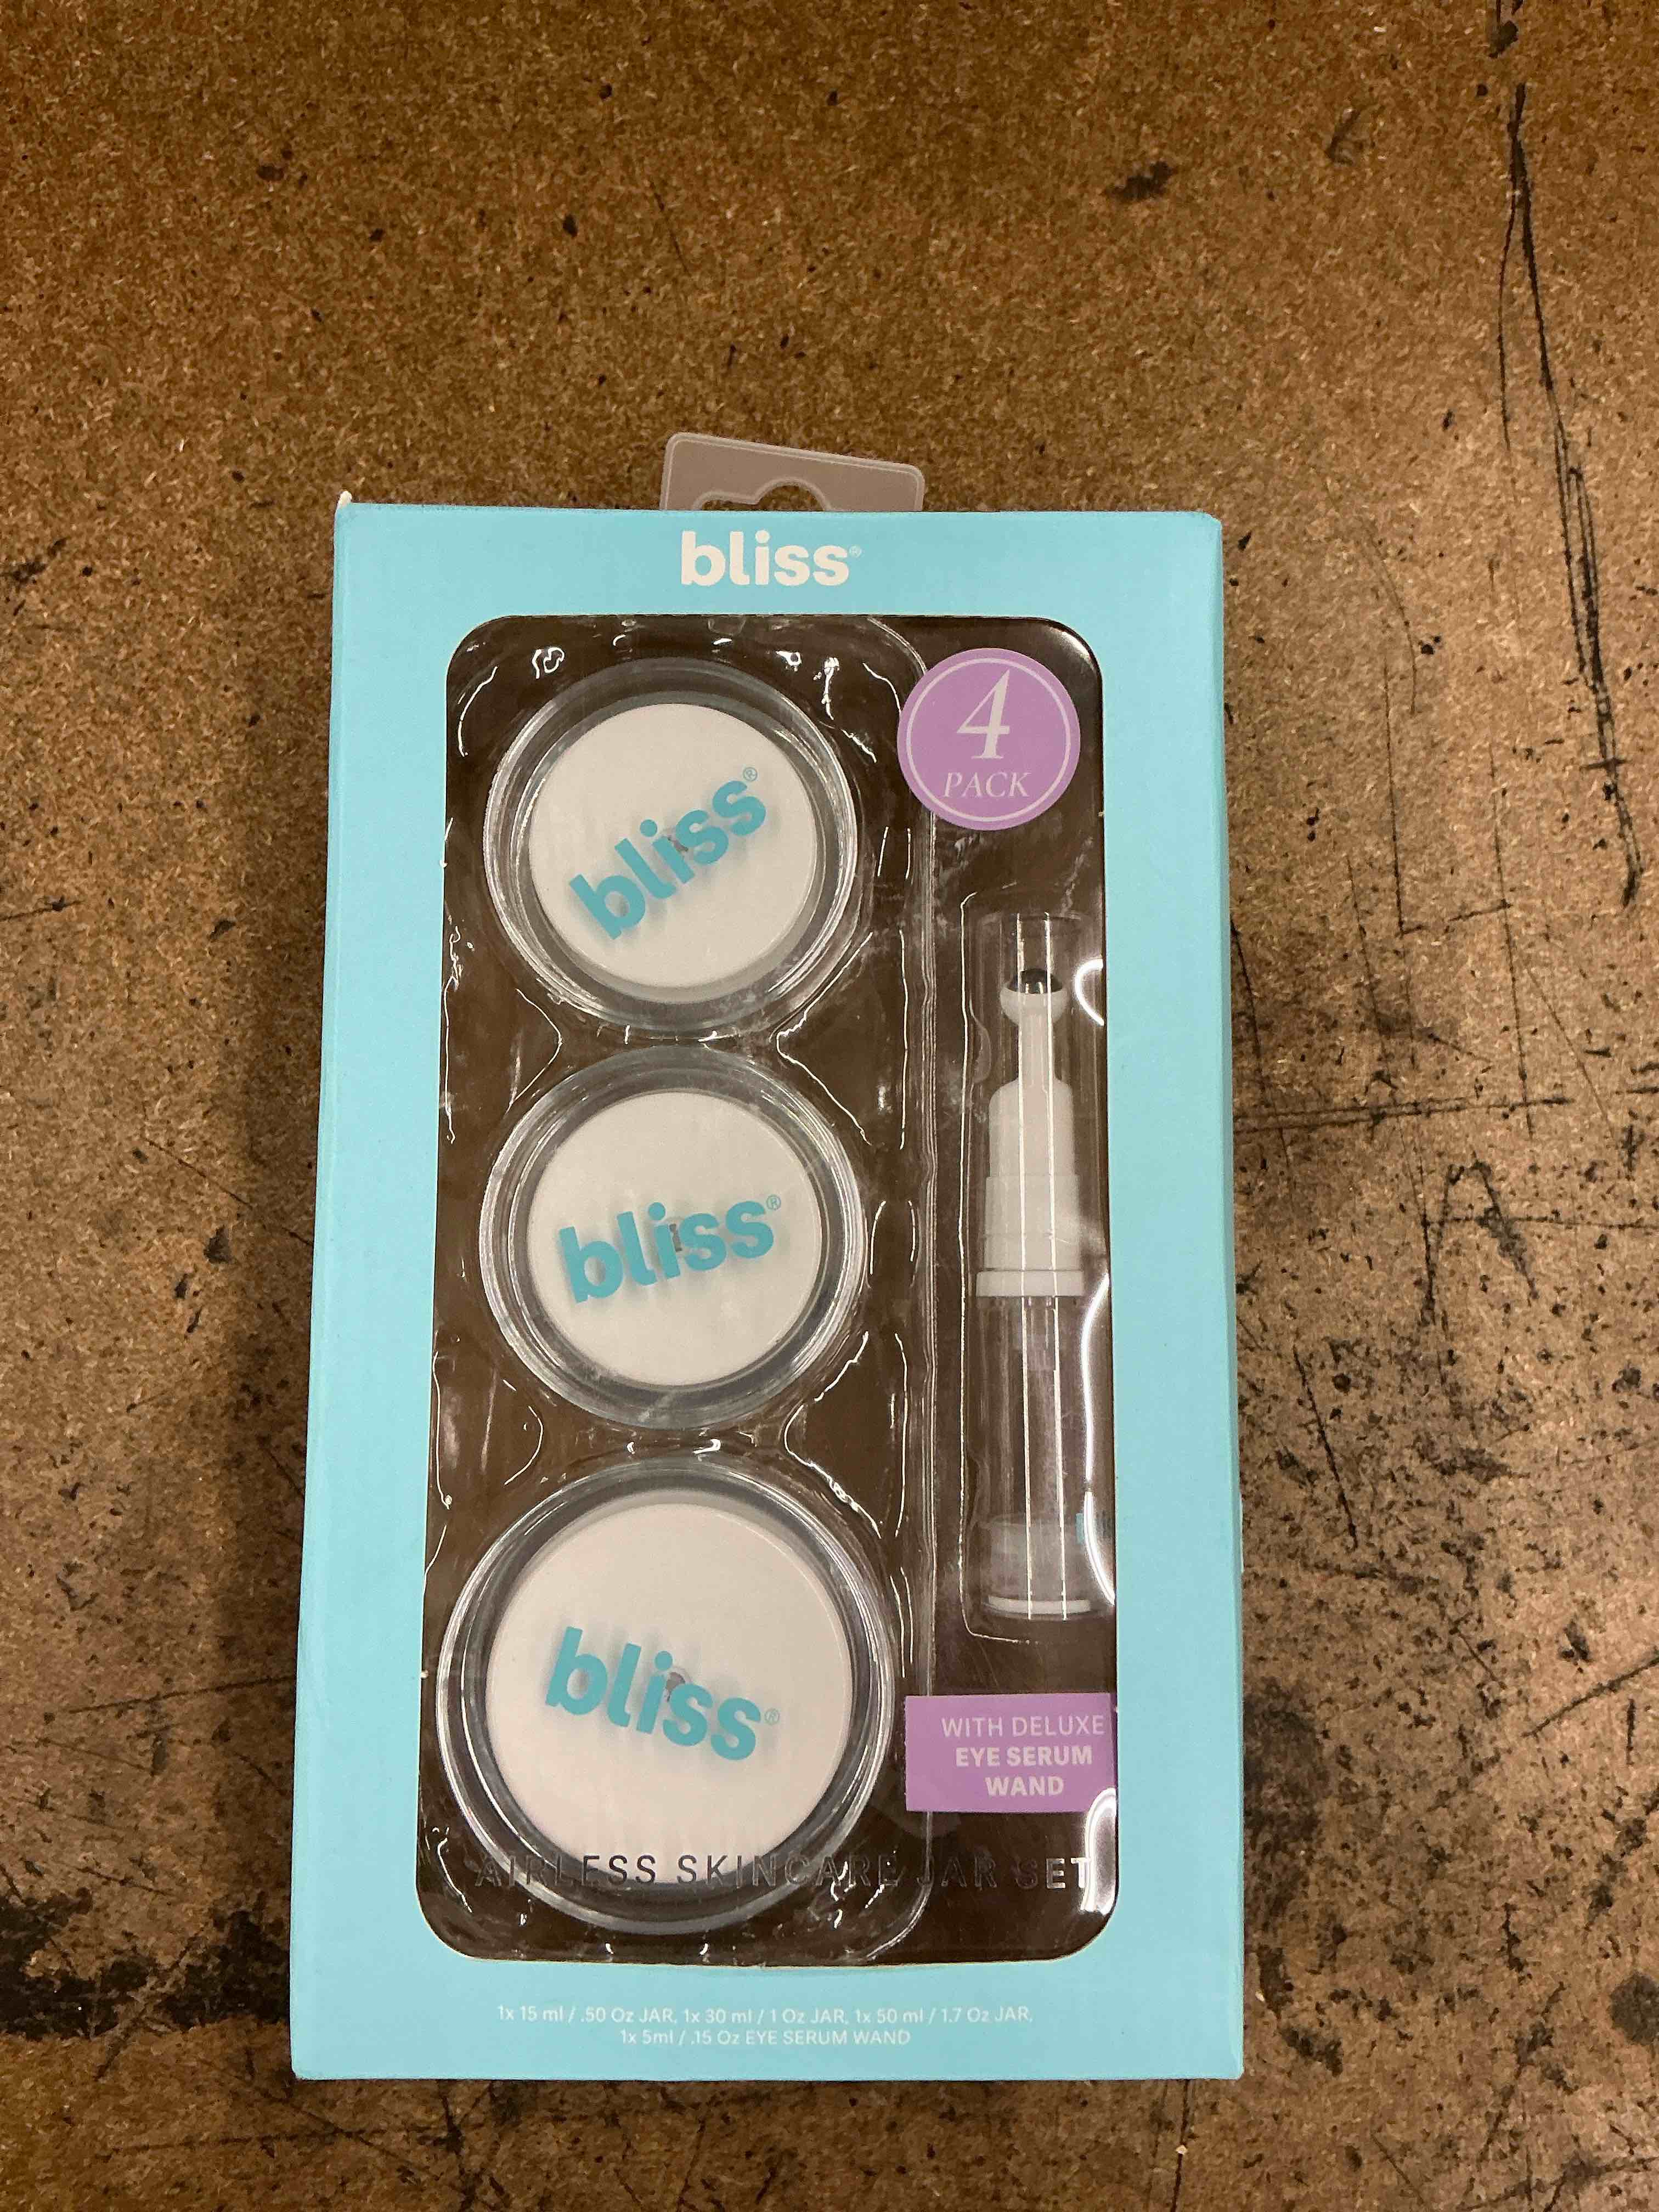 bliss®
4
PACK
bliss®
bliss®
bliss®
WITH DELUXE
EYE SERUM
WAND
AIRLESS SKINCARE JAR SET
1x 15 ml / .50 Oz JAR, 1x 30 ml / 1 Oz JAR, 1x 50 ml / 1.7 Oz JAR,
1x 5ml / .15 Oz EYE SERUM WAND